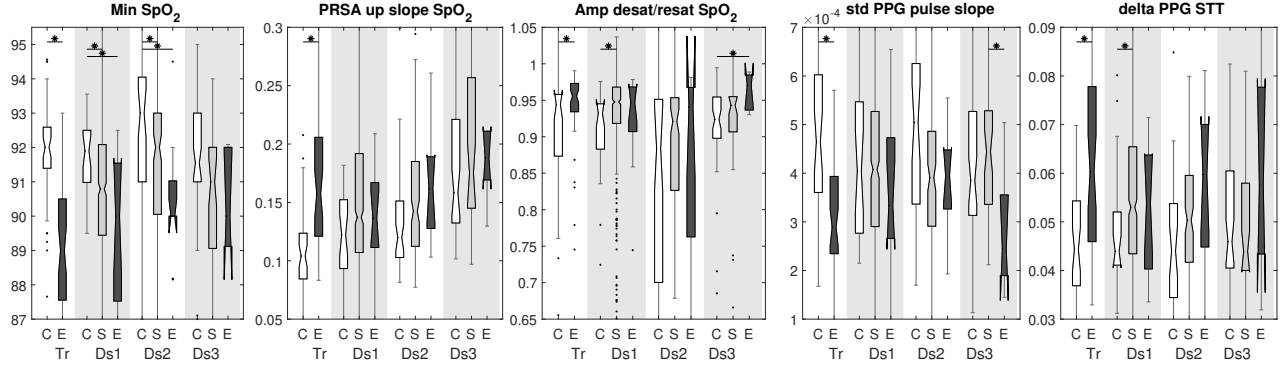 Min SpO2
PRSA up slope SpO2
Amp desat/resat SpO2
std PPG pulse slope
delta PPG STT
×10-4
95
94
93
92
91
90
89
88
87
0.3
0.25
0.2
0.15
0.1
0.05
1.05
1
0.95
0.9
0.85
0.8
0.75
0.7
0.65
7
6
5
4
3
2
1
0.09
0.08
0.07
0.06
0.05
0.04
0.03
C E C S E C S E C S E
Tr Ds1 Ds2 Ds3
C E C S E C S E C S E
Tr Ds1 Ds2 Ds3
C E C S E C S E C S E
Tr Ds1 Ds2 Ds3
C E C S E C S E C S E
Tr Ds1 Ds2 Ds3
C E C S E C S E C S E
Tr Ds1 Ds2 Ds3